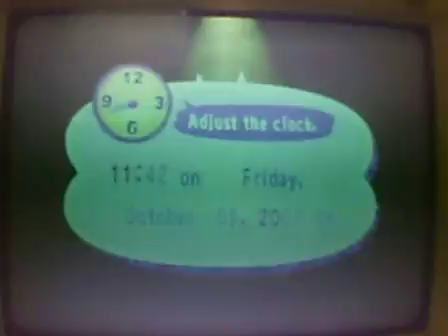 12
9 3
6
Adjust the clock.
11:42 on Friday,
October